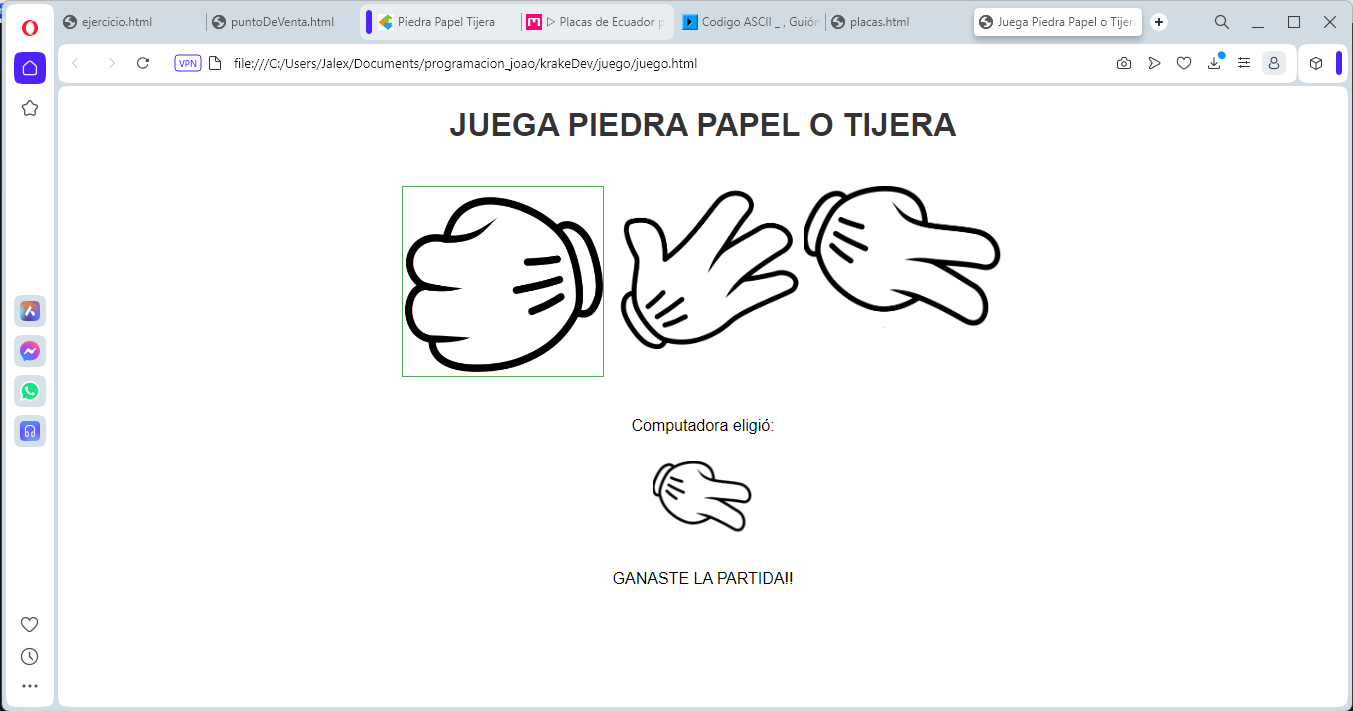 ejercicio.html
puntoDeVenta.html
Piedra Papel Tijera
▷ Placas de Ecuador p
Codigo ASCII _ , Guión
placas.html
Juega Piedra Papel o Tijera
VPN
file:///C:/Users/Jalex/Documents/programacion_joao/krakeDev/juego/juego.html
JUEGA PIEDRA PAPEL O TIJERA
Computadora eligió:
GANASTE LA PARTIDA!!